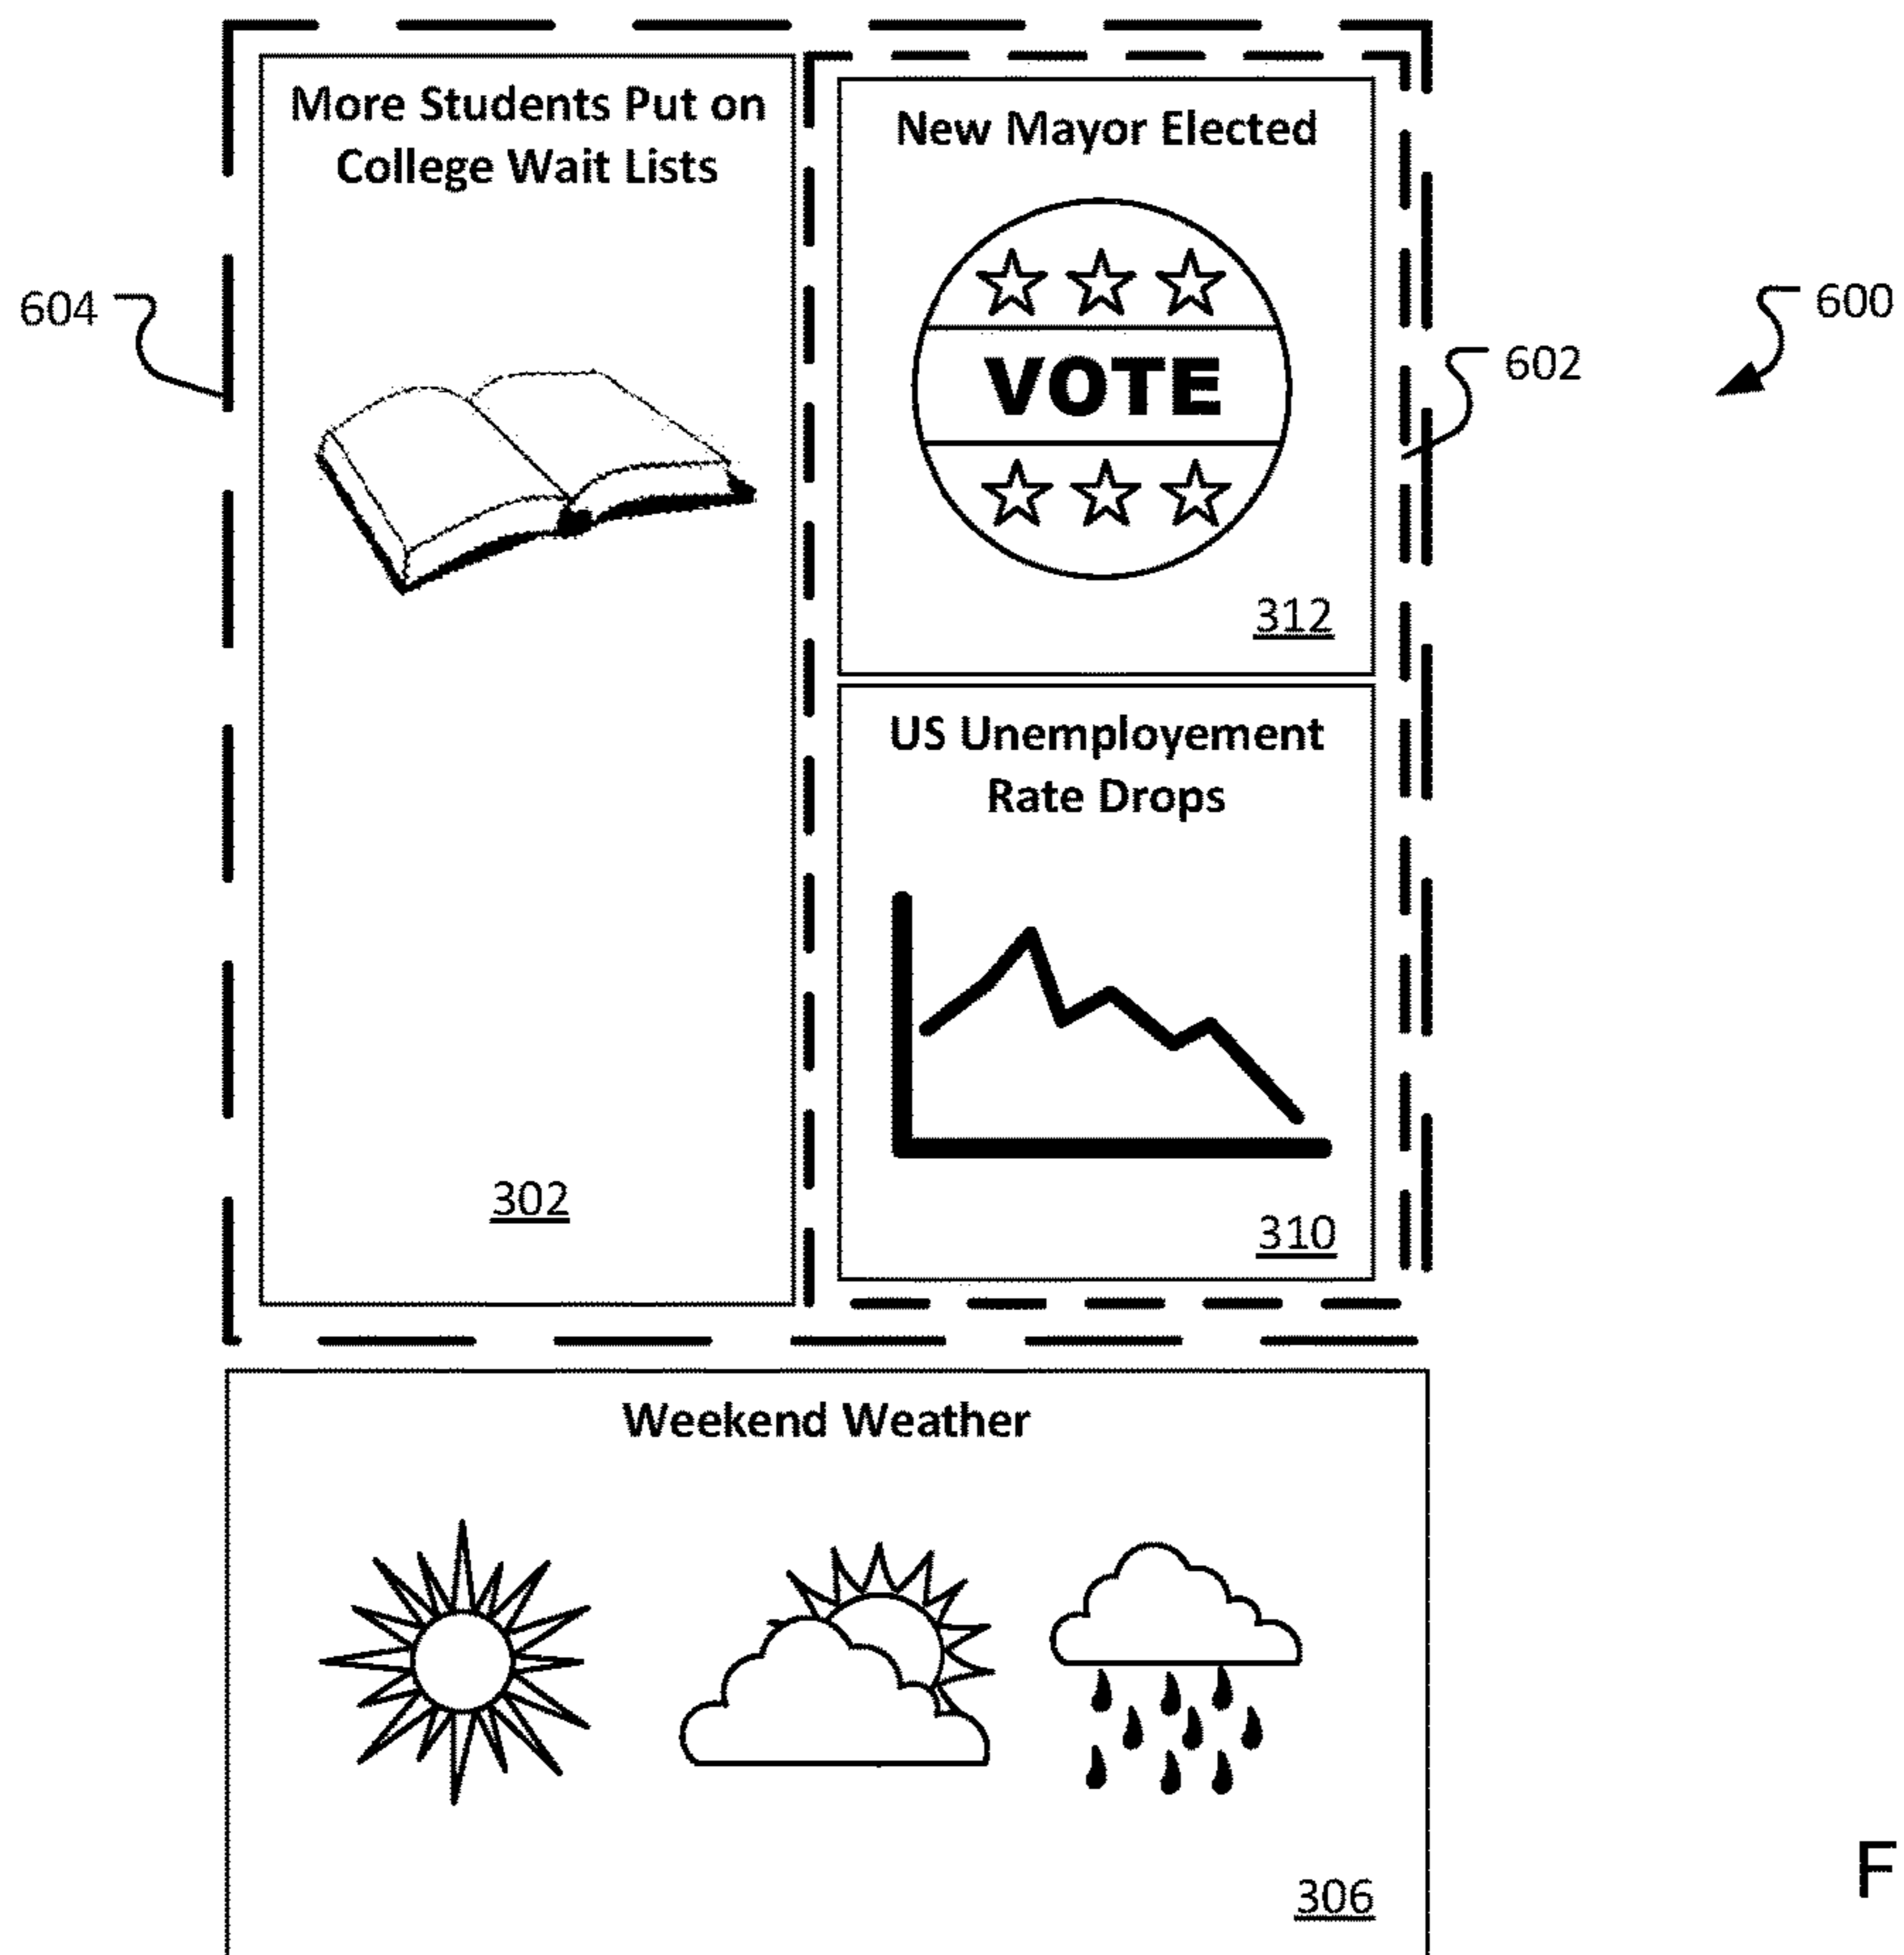 More Students Put on
College Wait Lists
302
New Mayor Elected
VOTE
312
US Unemployement
Rate Drops
310
604
602
600
Weekend Weather
306
F